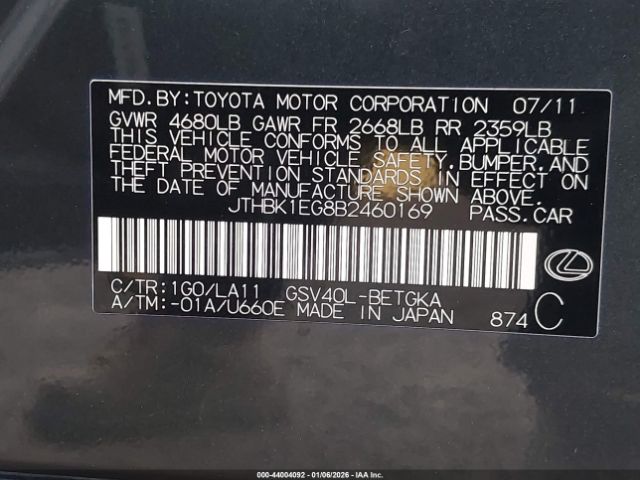 MFD.BY:TOYOTA MOTOR CORPORATION 07/11
GVWR 4680LB GAWR FR 2668LB RR 2359LB
THIS VEHICLE CONFORMS TO ALL APPLICABLE
FEDERAL MOTOR VEHICLE SAFETY,BUMPER,AND
THEFT PREVENTION STANDARDS IN EFFECT ON
THE DATE OF MANUFACTURE SHOWN ABOVE.
JTHBK1EG8B2460169 PASS.CAR
C/TR:1G0/LA11 GSV40L-BETGKA
A/TM:-01A/U660E MADE IN JAPAN 874 C
000-44004092 - 01/06/2026 - IAA Inc.